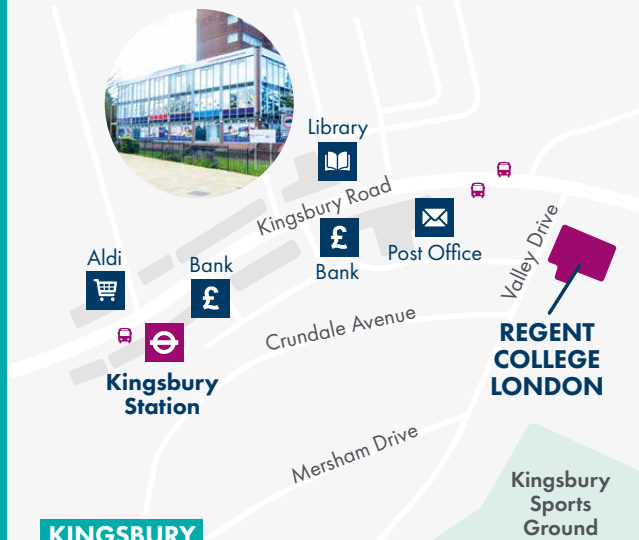 Library
Kingsbury Road
Aldi
Bank
£
£
Bank
Post Office
Valley Drive
Crundale Avenue
REGENT
COLLEGE
LONDON
Kingsbury
Station
Mersham Drive
Kingsbury
Sports
Ground
KINGSBURY